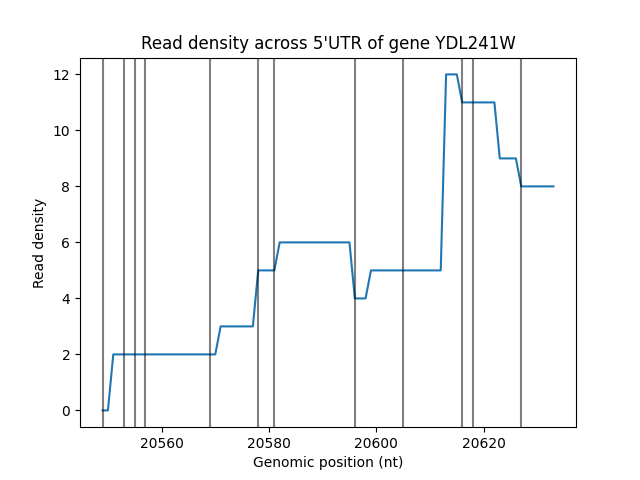 Read density across 5'UTR of gene YDL241W
12
10
8
6
4
2
0
Read density
20560 20580 20600 20620
Genomic position (nt)